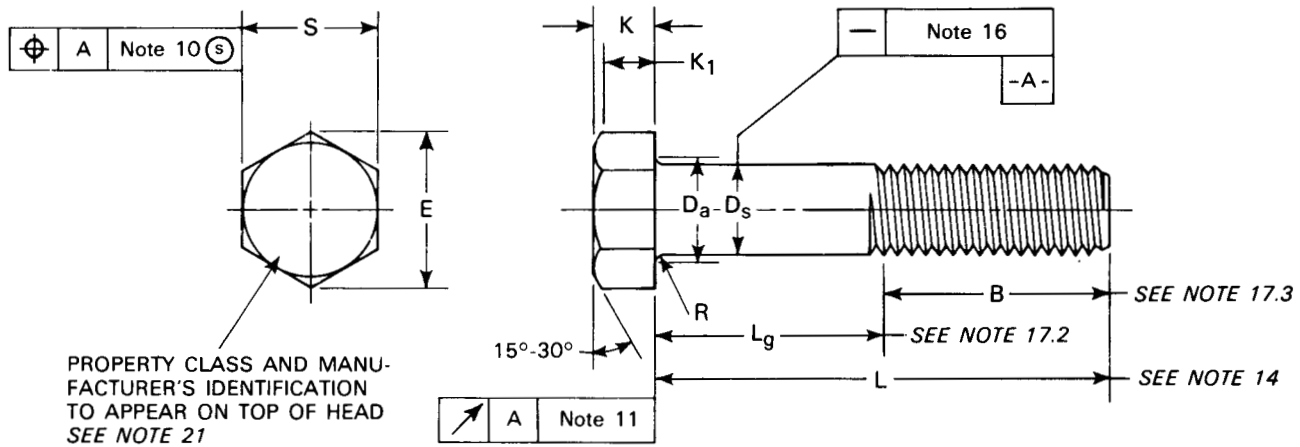 S
K
K1
Note 16
-A-
⌖ A Note 10 Ⓢ
E
Da
Ds
R
B
SEE NOTE 17.3
Lg
SEE NOTE 17.2
15°-30°
L
SEE NOTE 14
PROPERTY CLASS AND MANU-
FACTURER'S IDENTIFICATION
TO APPEAR ON TOP OF HEAD
SEE NOTE 21
A Note 11